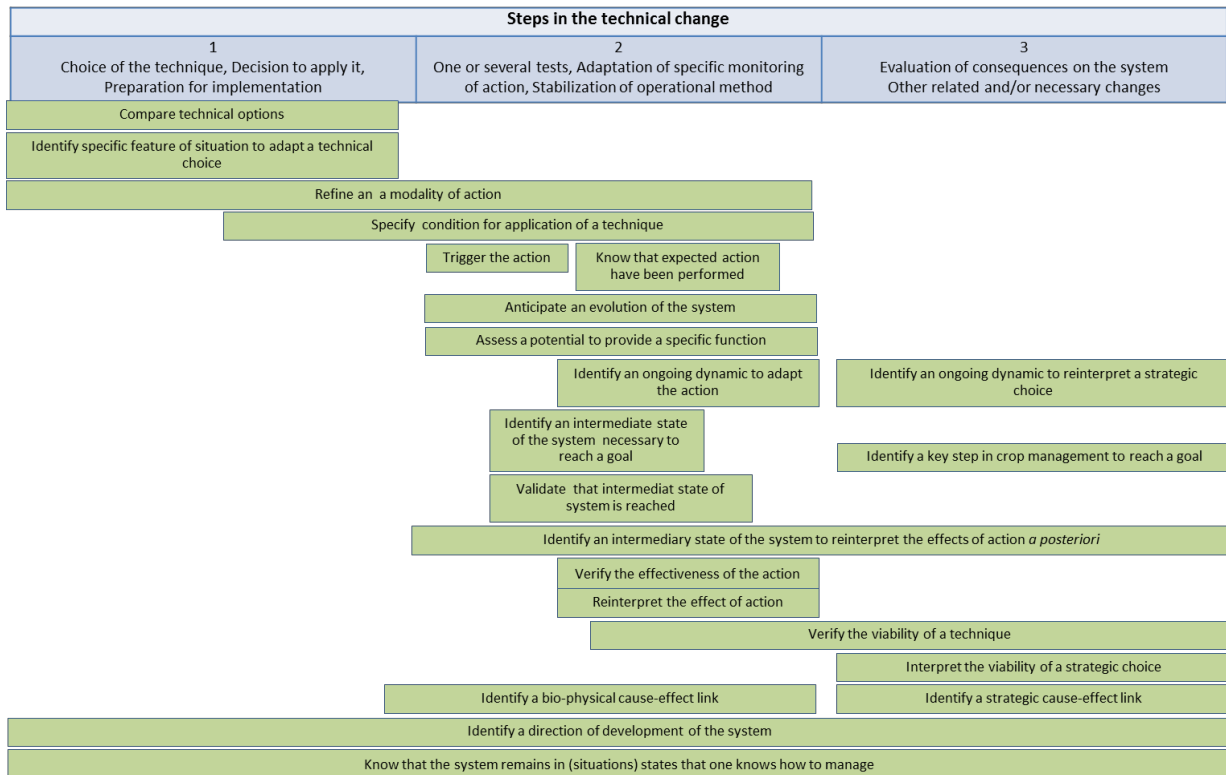 Steps in the technical change
1
Choice of the technique, Decision to apply it,
Preparation for implementation
2
One or several tests, Adaptation of specific monitoring
of action, Stabilization of operational method
3
Evaluation of consequences on the system
Other related and/or necessary changes
Compare technical options
Identify specific feature of situation to adapt a technical
choice
Refine an a modality of action
Specify condition for application of a technique
Trigger the action
Know that expected action
have been performed
Anticipate an evolution of the system
Assess a potential to provide a specific function
Identify an ongoing dynamic to adapt
the action
Identify an ongoing dynamic to reinterpret a strategic
choice
Identify an intermediate state
of the system necessary to
reach a goal
Identify a key step in crop management to reach a goal
Validate that intermediat state of
system is reached
Identify an intermediary state of the system to reinterpret the effects of action a posteriori
Verify the effectiveness of the action
Reinterpret the effect of action
Verify the viability of a technique
Interpret the viability of a strategic choice
Identify a bio-physical cause-effect link
Identify a strategic cause-effect link
Identify a direction of development of the system
Know that the system remains in (situations) states that one knows how to manage